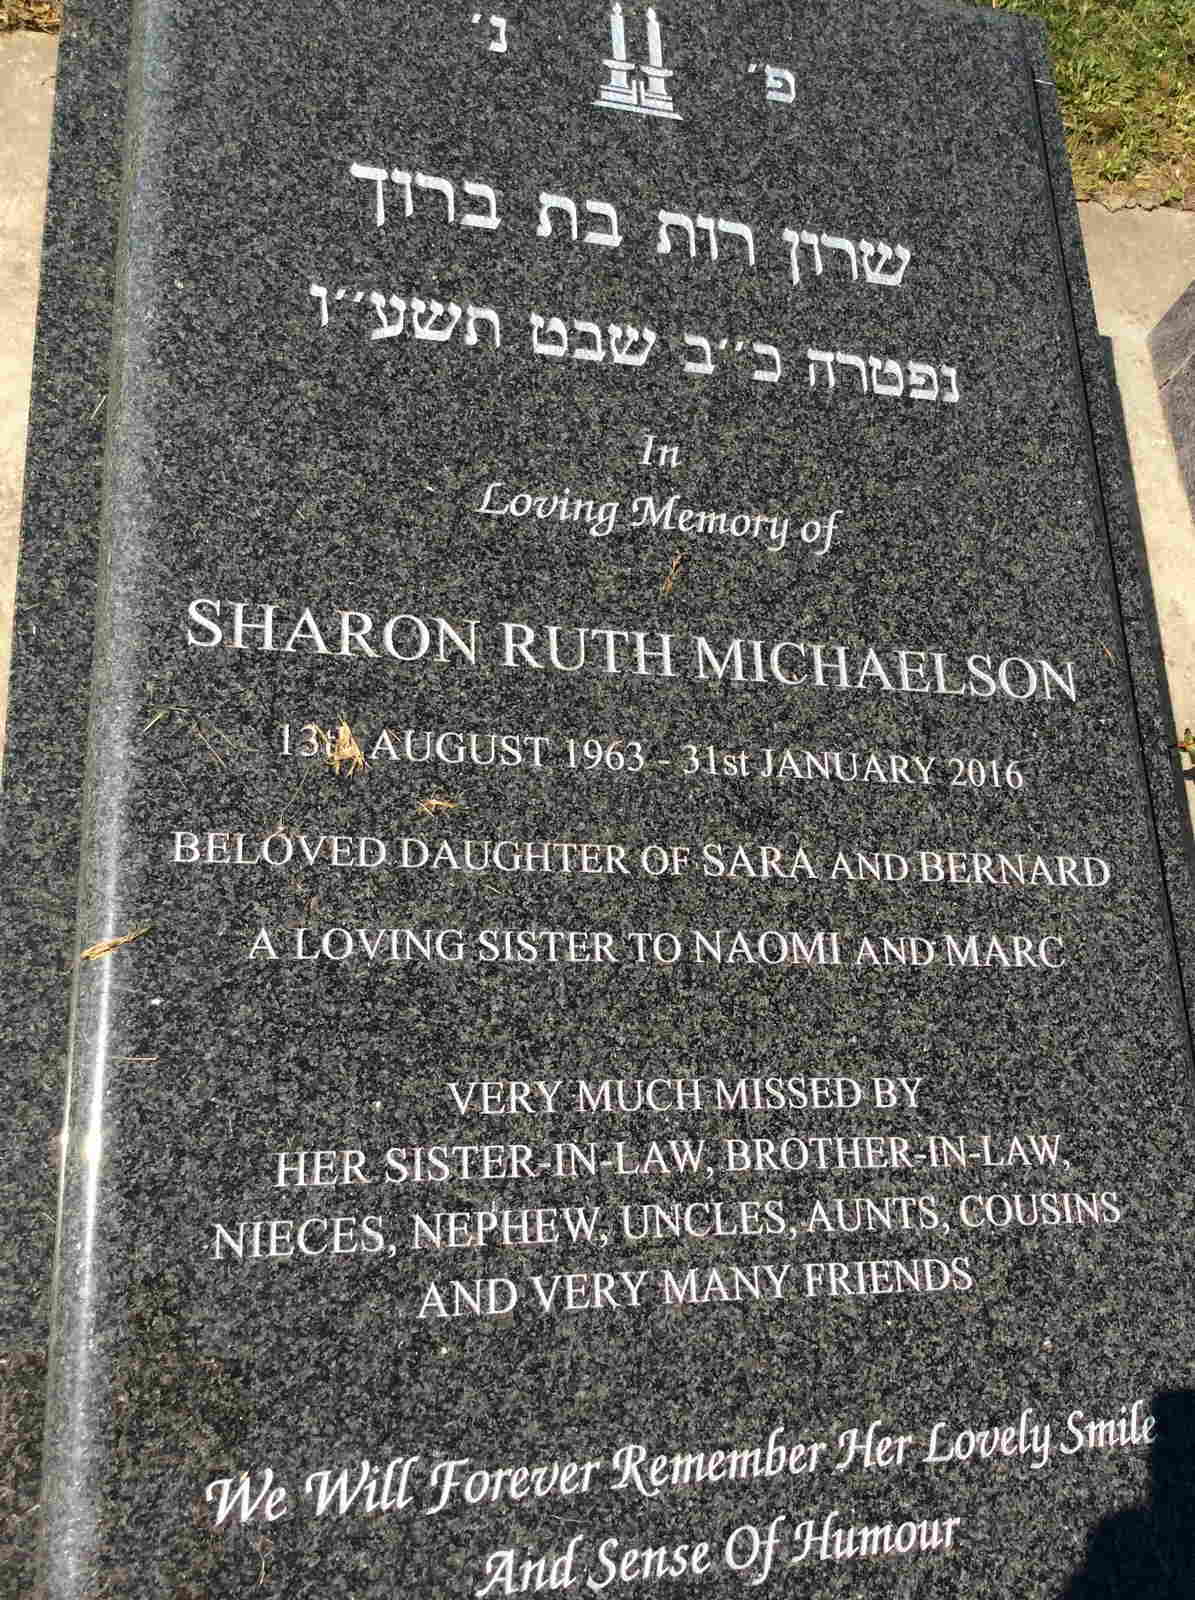 פ׳ נ׳
שרון רות בת ברוך
נפטרה כ׳׳ב שבט תשע׳׳ו
In
Loving Memory of
SHARON RUTH MICHAELSON
13th AUGUST 1963 - 31st JANUARY 2016
BELOVED DAUGHTER OF SARA AND BERNARD
A LOVING SISTER TO NAOMI AND MARC
VERY MUCH MISSED BY
HER SISTER-IN-LAW, BROTHER-IN-LAW,
NIECES, NEPHEW, UNCLES, AUNTS, COUSINS
AND VERY MANY FRIENDS
We Will Forever Remember Her Lovely Smile
And Sense Of Humour